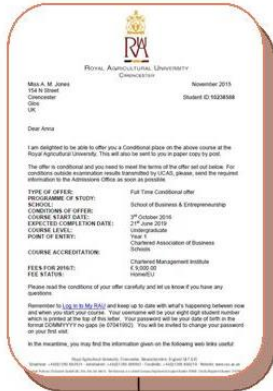 ROYAL AGRICULTURAL UNIVERSITY
CIRENCESTER
Miss A. M. Jones November 2015
154 N Street
Cirencester Student ID:10238508
Glos
UK
Dear Anna
I am delighted to be able to offer you a Conditional place on the above course at the
Royal Agricultural University. This will also be sent to you in paper copy by post.
The offer is conditional and you need to meet the terms of the offer set out below. For
conditions outside examination results transmitted by UCAS, please, send the required
information to the Admissions Office as soon as possible.
TYPE OF OFFER: Full Time Conditional offer
PROGRAMME OF STUDY:
SCHOOL: School of Business & Entrepreneurship
CONDITIONS OF OFFER:
COURSE START DATE: 3rd October 2016
EXPECTED COMPLETION DATE: 21st June 2019
COURSE LEVEL: Undergraduate
POINT OF ENTRY: Year 1
Chartered Association of Business
COURSE ACCREDITATION: Schools
Chartered Management Institute
FEES FOR 2016/7: £ 9,000.00
FEE STATUS: Home/EU
Please read the conditions of your offer carefully and let us know if you have any
questions
Remember to Log in to My RAU and keep up to date with what's happening between now
and when you start your course. Your username will be your eight digit student number
which is printed at the top of this letter. Your password will be your date of birth in the
format DDMMYYYY no gaps (ie 07041992). You will be invited to change your password
on your first visit.
In the meantime, you may find the information given on the following web links useful